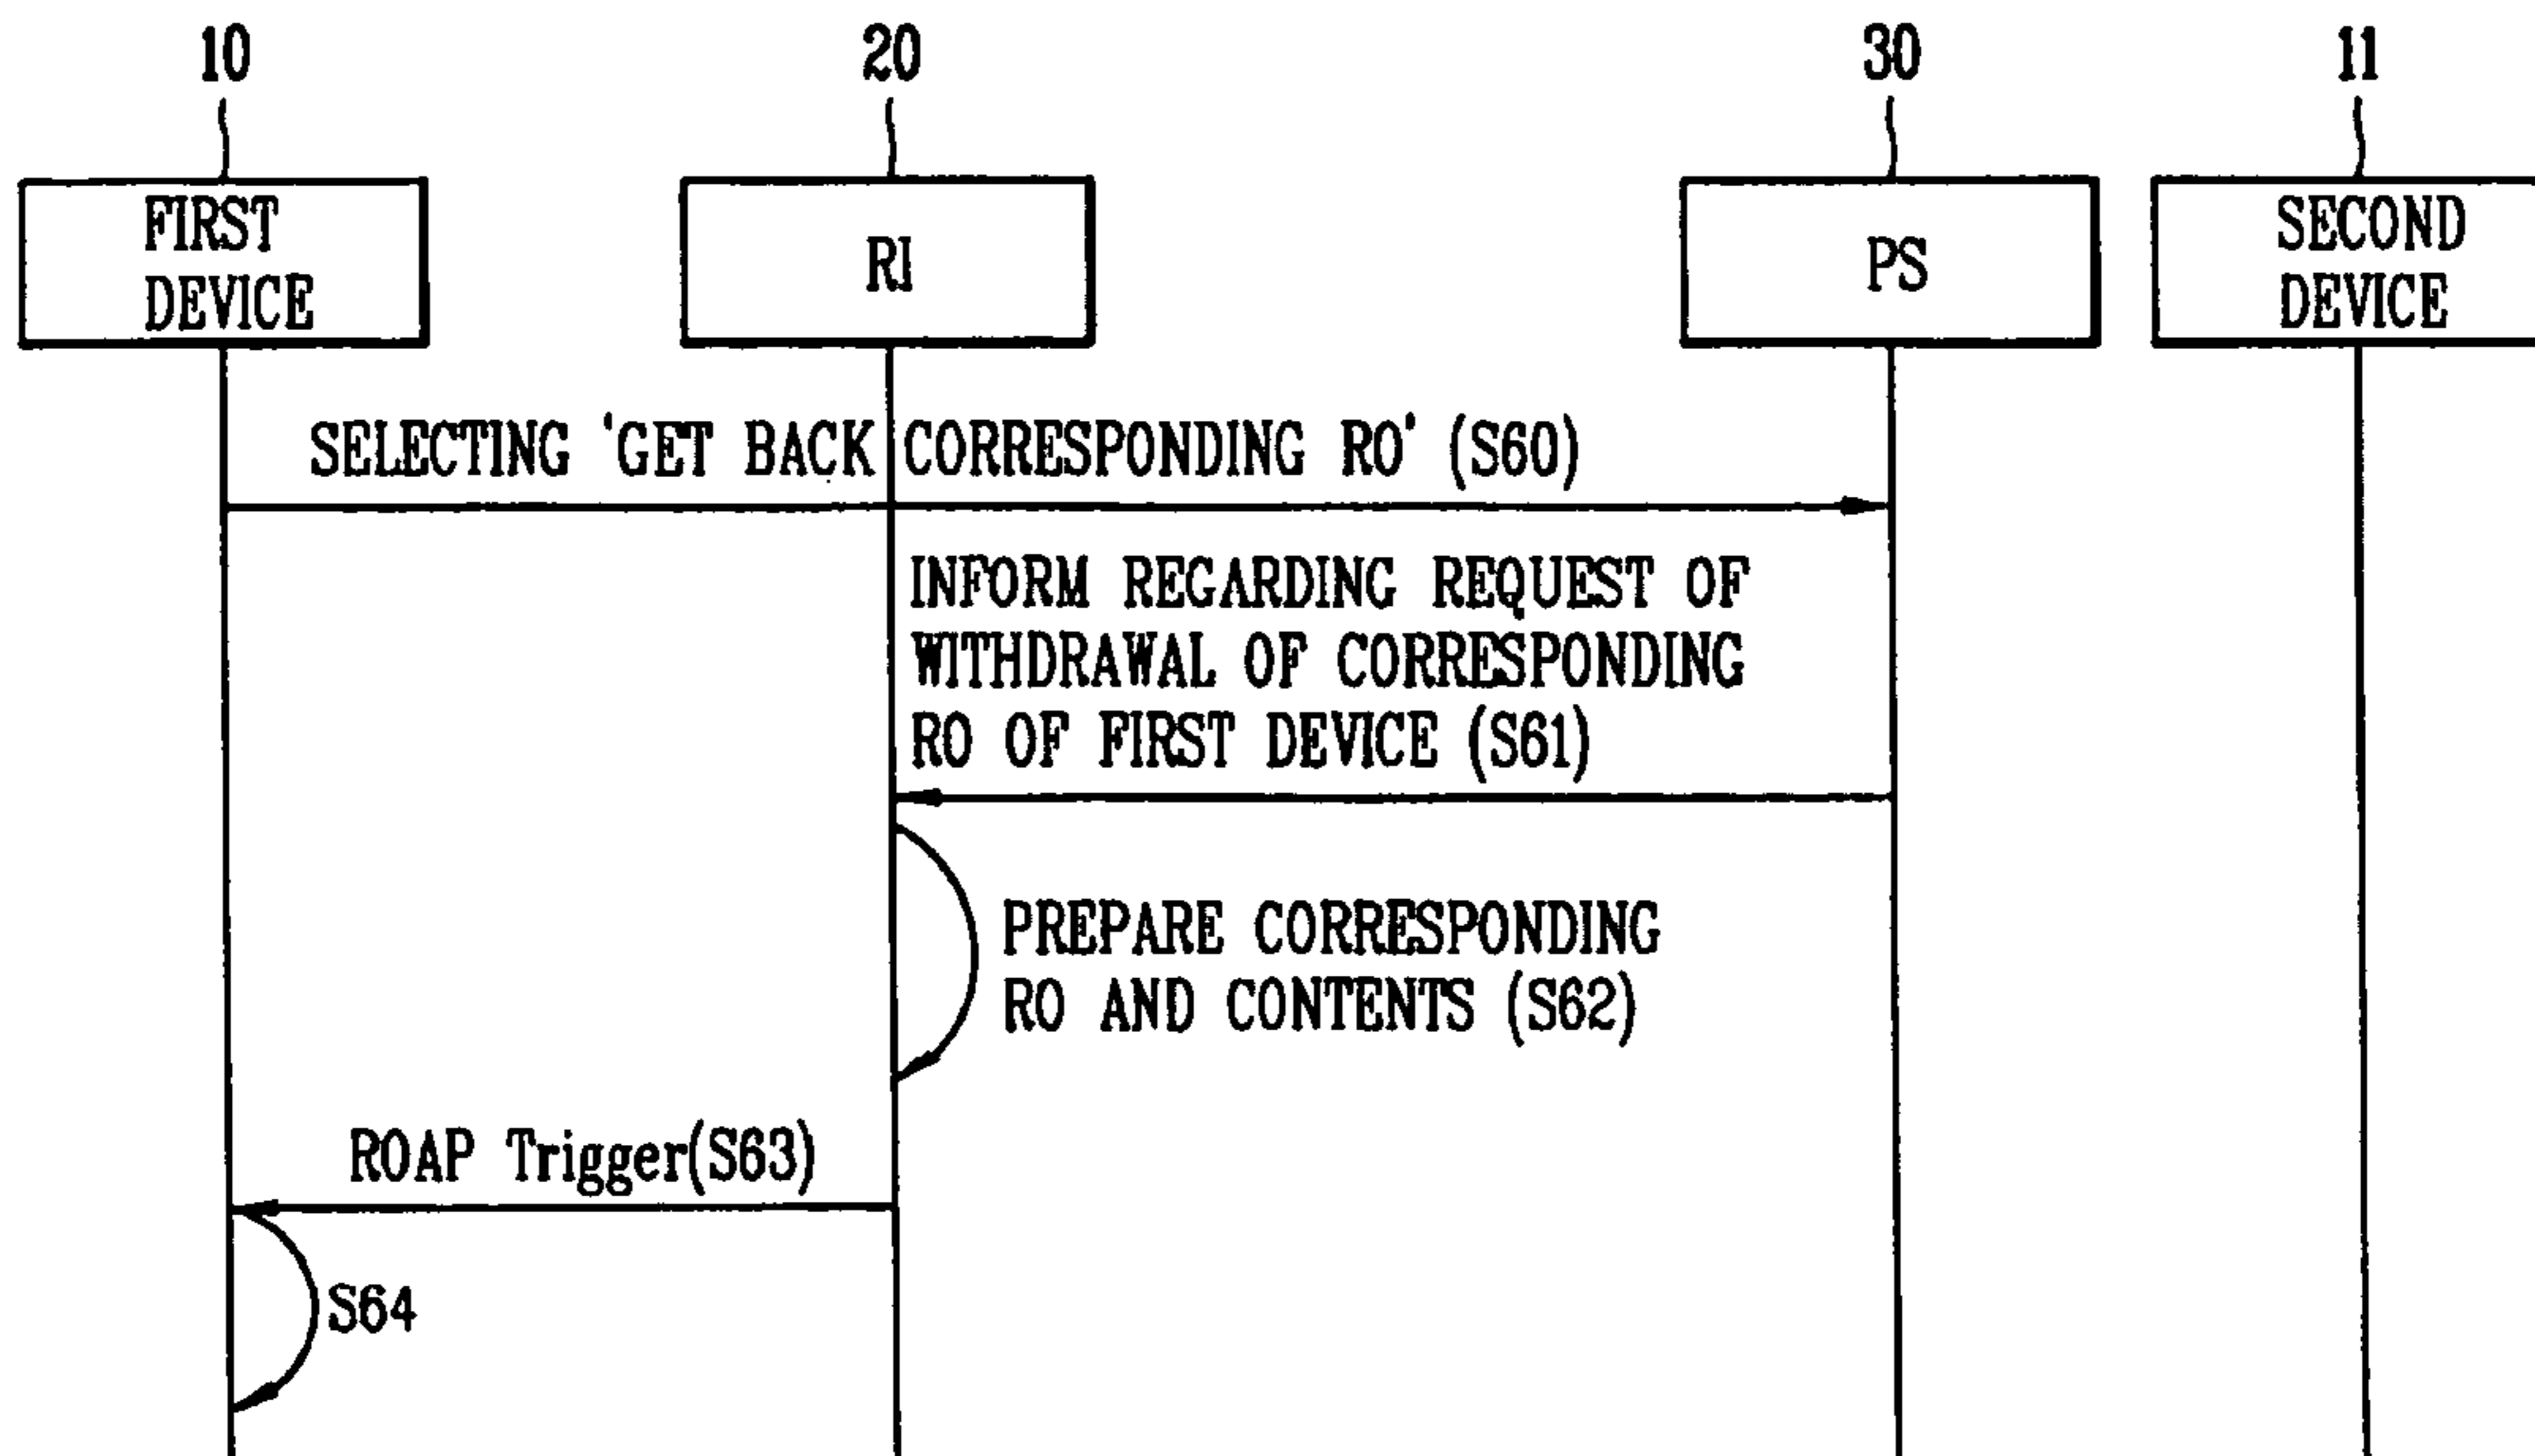 10
20
30
11
FIRST
DEVICE
RI
PS
SECOND
DEVICE
SELECTING 'GET BACK CORRESPONDING RO' (S60)
INFORM REGARDING REQUEST OF
WITHDRAWAL OF CORRESPONDING
RO OF FIRST DEVICE (S61)
PREPARE CORRESPONDING
RO AND CONTENTS (S62)
ROAP Trigger(S63)
S64